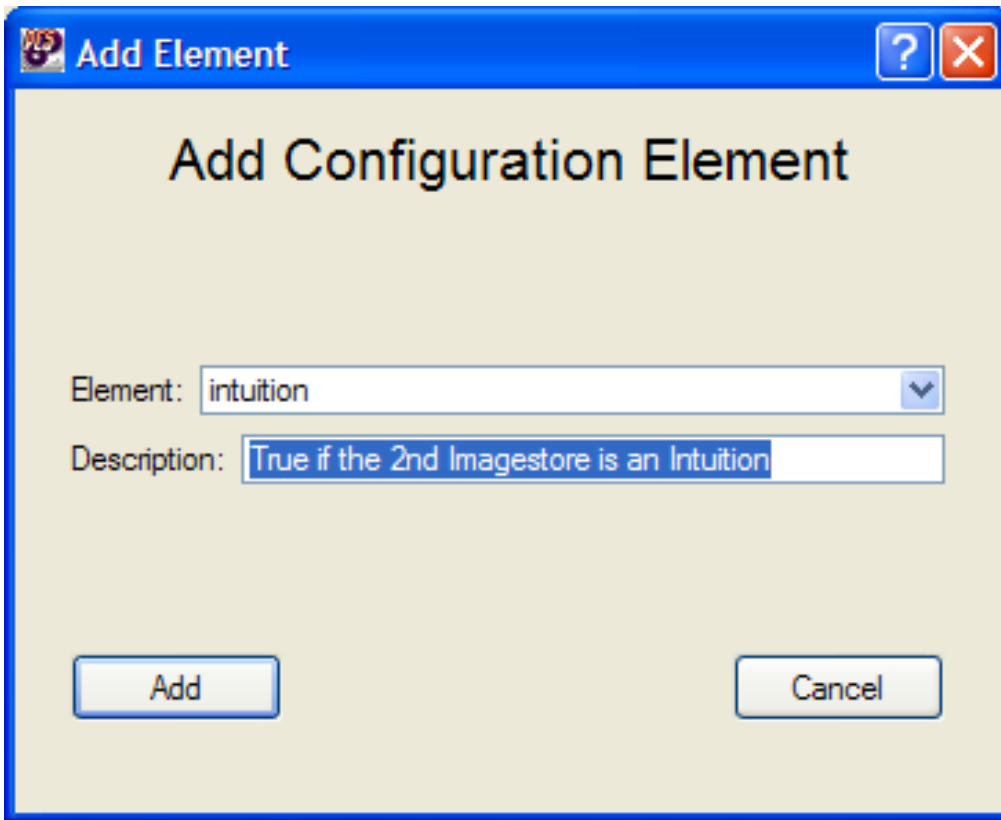 Add Element
Add Configuration Element
Element: intuition
Description: True if the 2nd Imagestore is an Intuition
Add Cancel